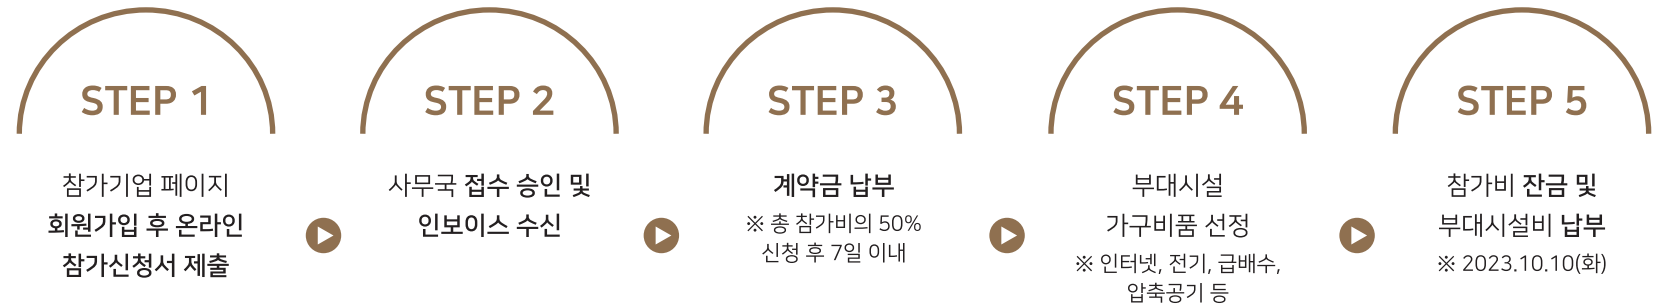 STEP 1
참가기업 페이지
회원가입 후 온라인
참가신청서 제출
STEP 2
사무국 접수 승인 및
인보이스 수신
STEP 3
계약금 납부
※ 총 참가비의 50%
신청 후 7일 이내
STEP 4
부대시설
가구비품 선정
※ 인터넷, 전기, 급배수,
압축공기 등
STEP 5
참가비 잔금 및
부대시설비 납부
※ 2023.10.10(화)